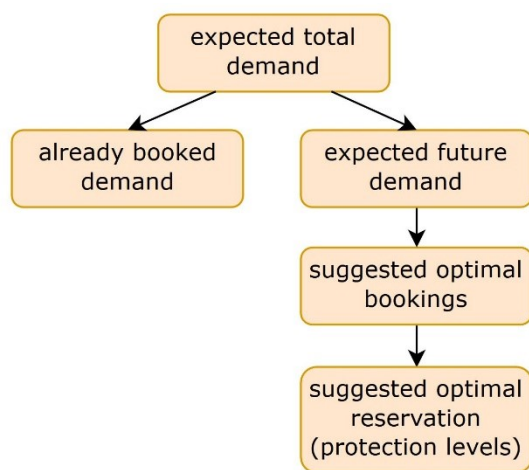 expected total
demand
already booked
demand
expected future
demand
suggested optimal
bookings
suggested optimal
reservation
(protection levels)